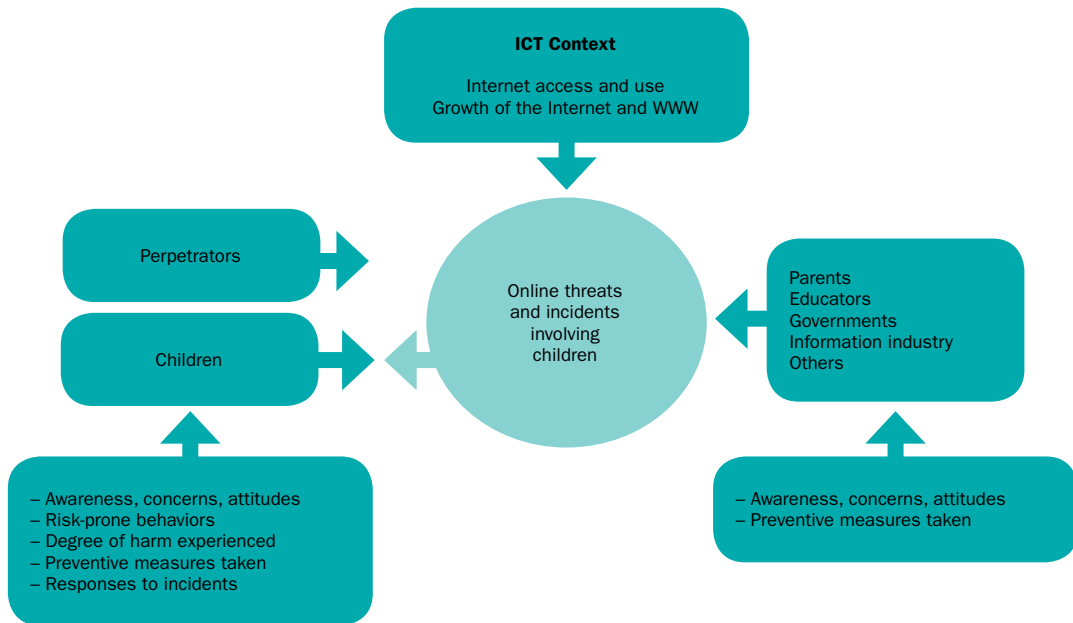 ICT Context
Internet access and use
Growth of the Internet and WWW
Perpetrators
Children
Online threats
and incidents
involving
children
Parents
Educators
Governments
Information industry
Others
– Awareness, concerns, attitudes
– Risk-prone behaviors
– Degree of harm experienced
– Preventive measures taken
– Responses to incidents
– Awareness, concerns, attitudes
– Preventive measures taken